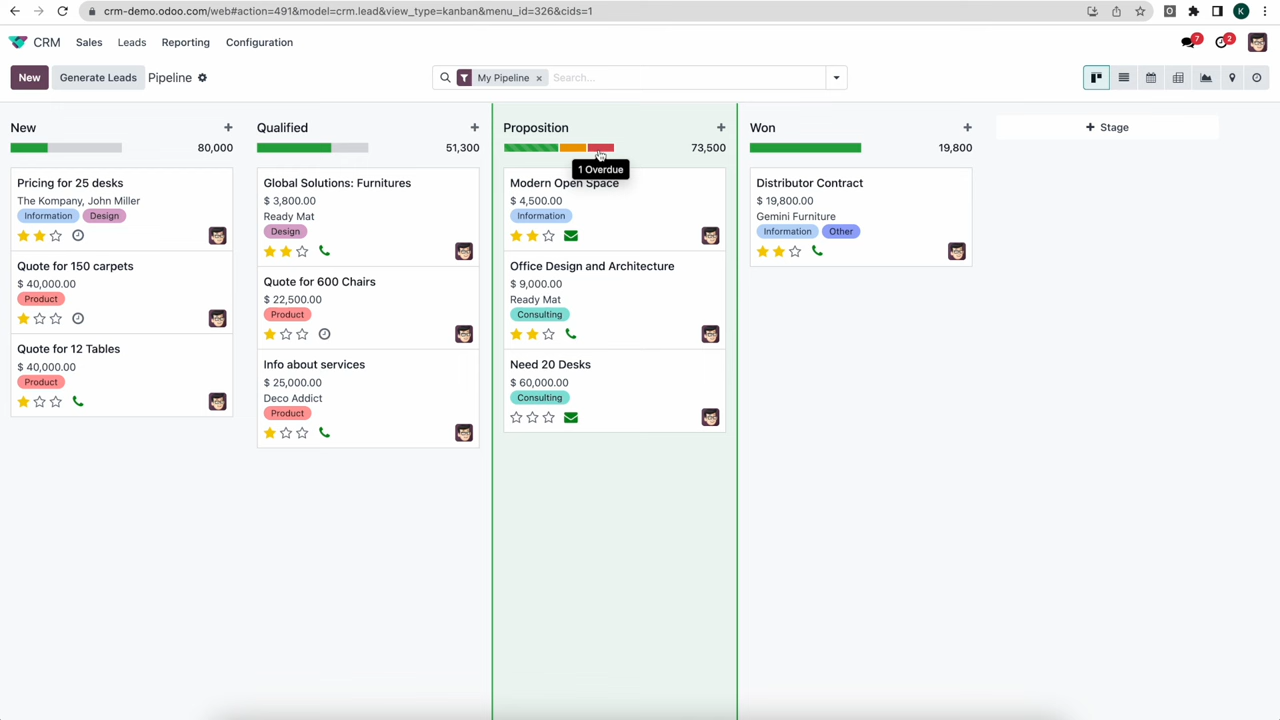 crm-demo.odoo.com/web#action=491&model=crm.lead&view_type=kanban&menu_id=326&cids=1
K
CRM Sales Leads Reporting Configuration
7 2
New Generate Leads Pipeline My Pipeline × Search...
New + Qualified + Proposition + Won + + Stage
80,000 51,300 73,500 19,800
1 Overdue
Pricing for 25 desks
The Kompany, John Miller
Information Design
Quote for 150 carpets
$ 40,000.00
Product
Quote for 12 Tables
$ 40,000.00
Product
Global Solutions: Furnitures
$ 3,800.00
Ready Mat
Design
Quote for 600 Chairs
$ 22,500.00
Product
Info about services
$ 25,000.00
Deco Addict
Product
Modern Open Space
$ 4,500.00
Information
Office Design and Architecture
$ 9,000.00
Ready Mat
Consulting
Need 20 Desks
$ 60,000.00
Consulting
Distributor Contract
$ 19,800.00
Gemini Furniture
Information Other